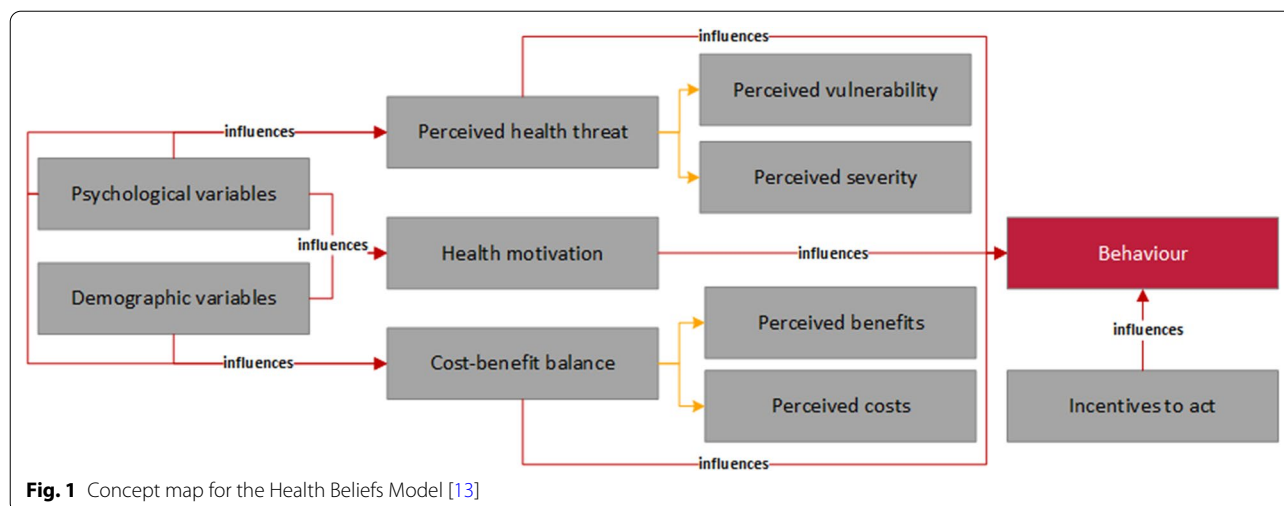 influences
Perceived vulnerability
influences
Perceived health threat
Perceived severity
Psychological variables
influences
Health motivation
influences
Behaviour
Demographic variables
Perceived benefits
influences
influences
Cost-benefit balance
Perceived costs
Incentives to act
influences
Fig. 1 Concept map for the Health Beliefs Model [13]